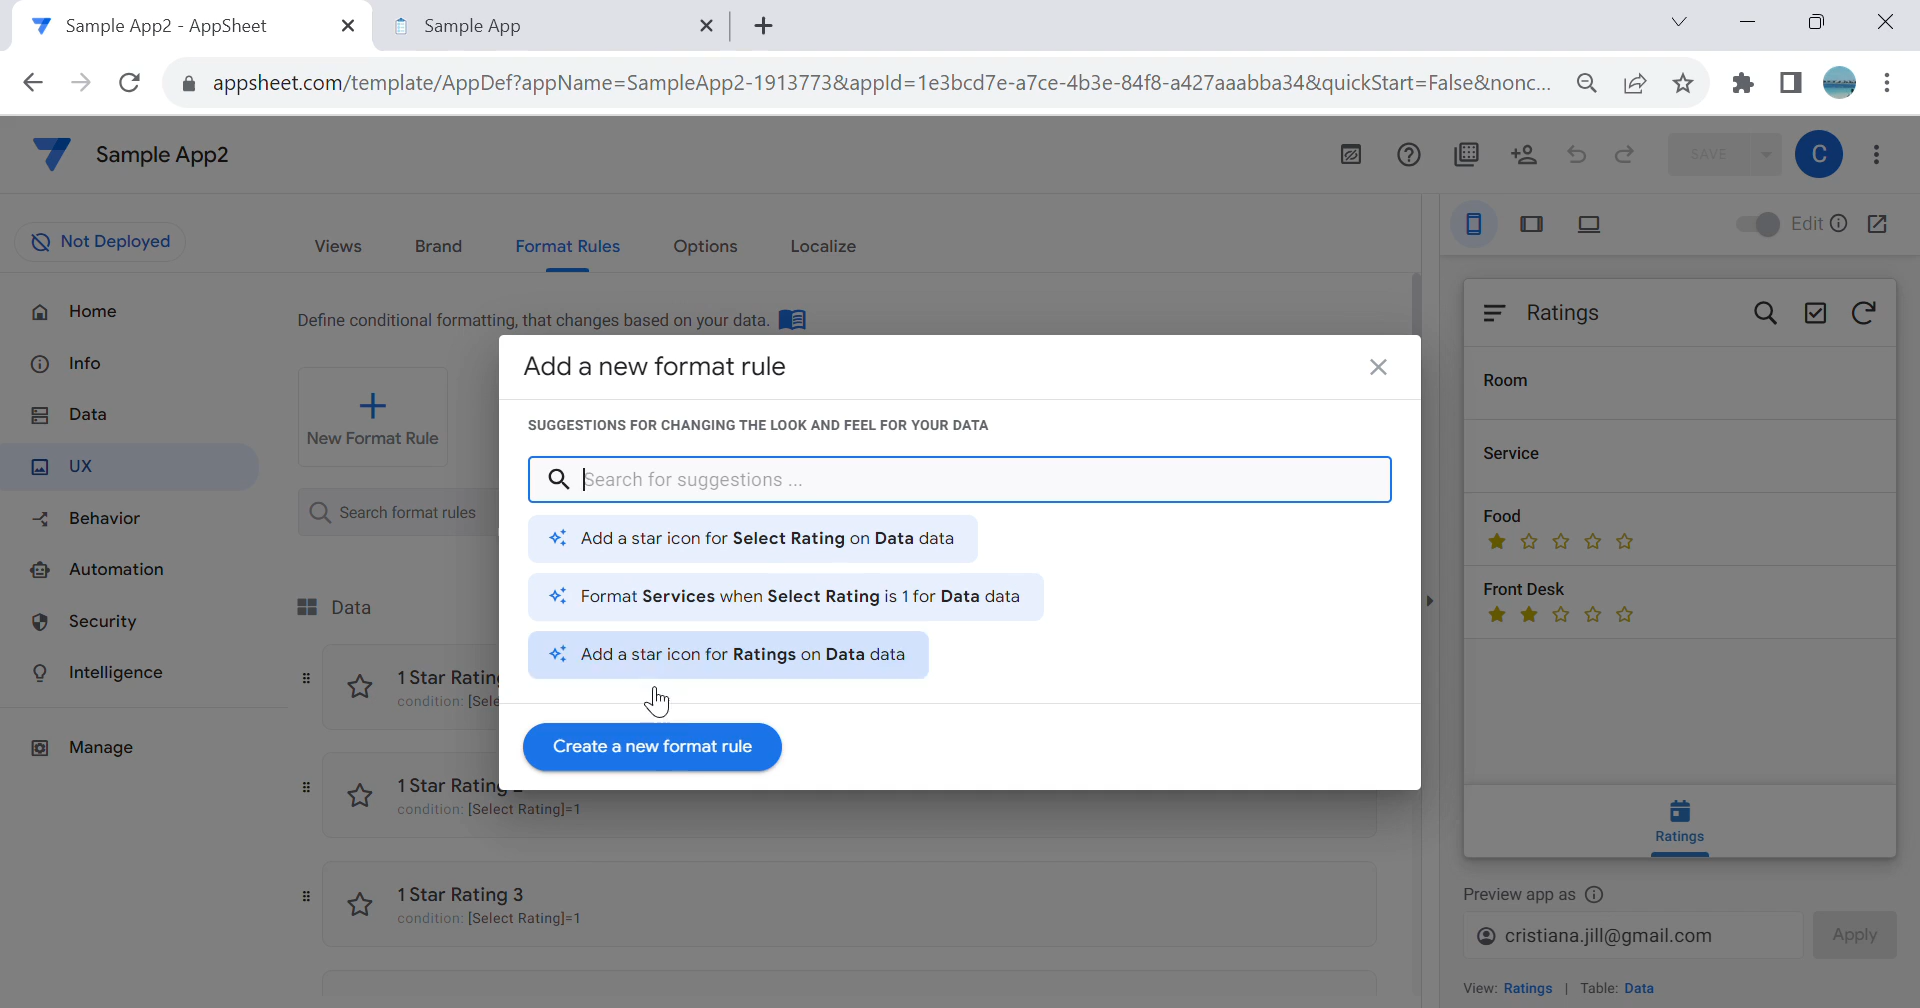 Sample App2 - AppSheet
Sample App
appsheet.com/template/AppDef?appName=SampleApp2-1913773&appId=1e3bcd7e-a7ce-4b3e-84f8-a427aaabba34&quickStart=False&nonc...
Sample App2
SAVE
C
Not Deployed
Views
Brand
Format Rules
Options
Localize
Edit
Home
Info
Data
UX
Behavior
Automation
Security
Intelligence
Manage
Define conditional formatting, that changes based on your data.
New Format Rule
Search format rules
Data
1 Star Rating
condition: [Sele
1 Star Rating 2
condition: [Select Rating]=1
1 Star Rating 3
condition: [Select Rating]=1
Add a new format rule
SUGGESTIONS FOR CHANGING THE LOOK AND FEEL FOR YOUR DATA
Search for suggestions ...
Add a star icon for Select Rating on Data data
Format Services when Select Rating is 1 for Data data
Add a star icon for Ratings on Data data
Create a new format rule
Ratings
Room
Service
Food
Front Desk
Ratings
Preview app as
cristiana.jill@gmail.com
Apply
View: Ratings | Table: Data